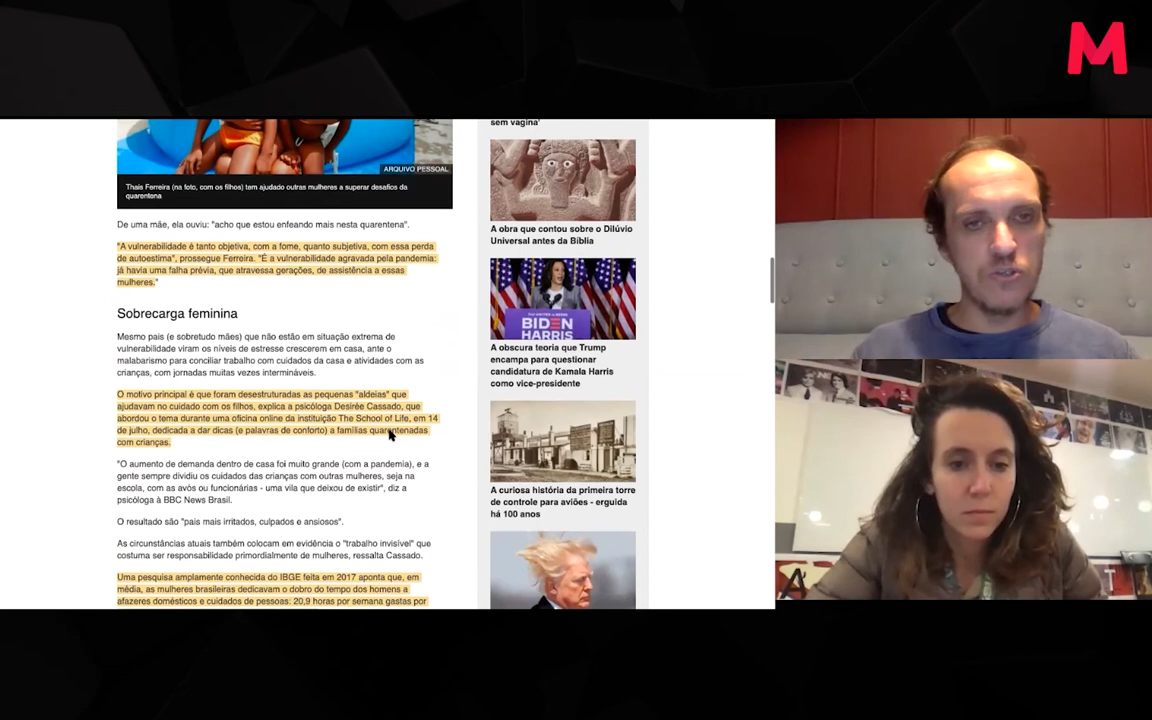 M
sem vagina'
ARQUIVO PESSOAL
Thais Ferreira (na foto, com os filhos) tem ajudado outras mulheres a superar desafios da
quarentena
De uma mãe, ela ouviu: "acho que estou enfeando mais nesta quarentena".
"A vulnerabilidade é tanto objetiva, com a fome, quanto subjetiva, com essa perda
de autoestima", prossegue Ferreira. "É a vulnerabilidade agravada pela pandemia:
já havia uma falha prévia, que atravessa gerações, de assistência a essas
mulheres."
Sobrecarga feminina
Mesmo pais (e sobretudo mães) que não estão em situação extrema de
vulnerabilidade viram os níveis de estresse crescerem em casa, ante o
malabarismo para conciliar trabalho com cuidados da casa e atividades com as
crianças, com jornadas muitas vezes intermináveis.
O motivo principal é que foram desestruturadas as pequenas "aldeias" que
ajudavam no cuidado com os filhos, explica a psicóloga Desirée Cassado, que
abordou o tema durante uma oficina online da instituição The School of Life, em 14
de julho, dedicada a dar dicas (e palavras de conforto) a famílias quarentenadas
com crianças.
"O aumento de demanda dentro de casa foi muito grande (com a pandemia), e a
gente sempre dividiu os cuidados das crianças com outras mulheres, seja na
escola, com as avós ou funcionárias - uma vila que deixou de existir", diz a
psicóloga à BBC News Brasil.
O resultado são "pais mais irritados, culpados e ansiosos".
As circunstâncias atuais também colocam em evidência o "trabalho invisível" que
costuma ser responsabilidade primordialmente de mulheres, ressalta Cassado.
Uma pesquisa amplamente conhecida do IBGE feita em 2017 aponta que, em
média, as mulheres brasileiras dedicavam o dobro do tempo dos homens a
afazeres domésticos e cuidados de pessoas: 20,9 horas por semana gastas por
A obra que contou sobre o Dilúvio
Universal antes da Bíblia
BIDEN
HARRIS
A obscura teoria que Trump
encampa para questionar
candidatura de Kamala Harris
como vice-presidente
A curiosa história da primeira torre
de controle para aviões - erguida
há 100 anos